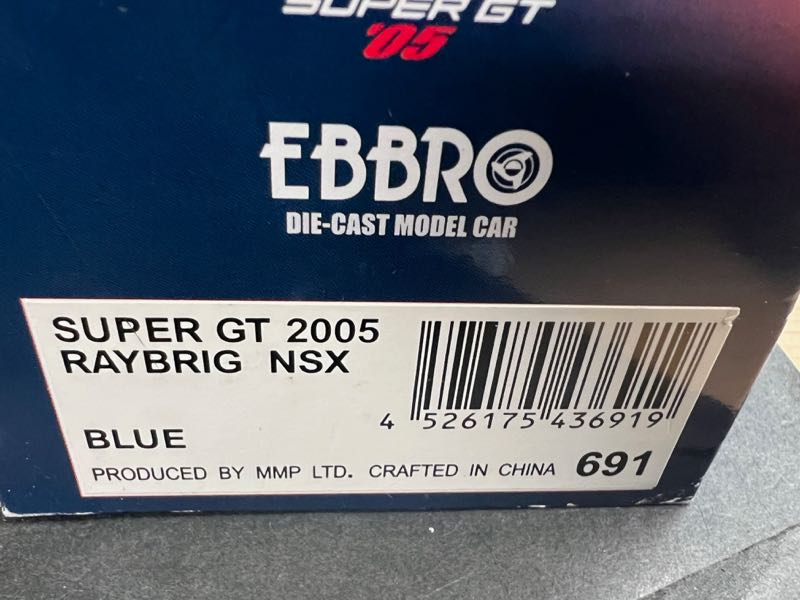 SUPER GT
'05
EBBRO
DIE-CAST MODEL CAR
SUPER GT 2005
RAYBRIG NSX
4 526175 436919
BLUE
PRODUCED BY MMP LTD. CRAFTED IN CHINA 691